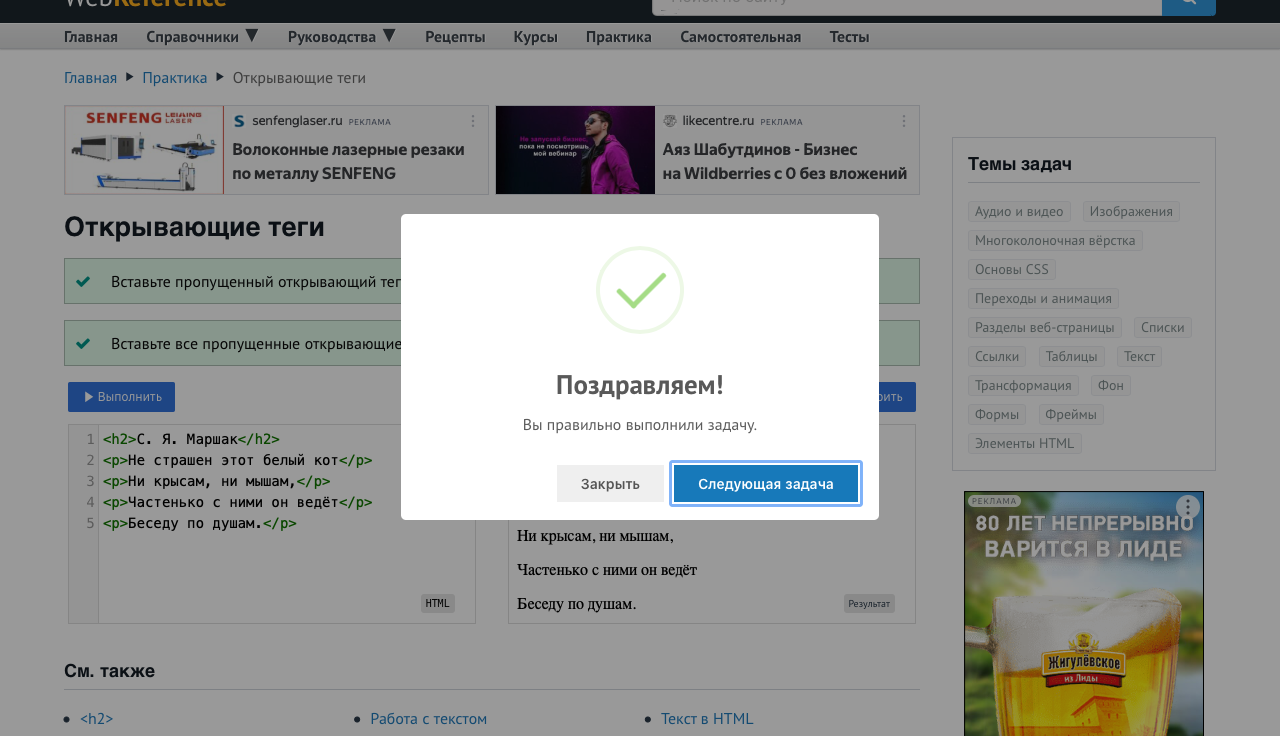 WebReference
Поиск по сайту
Главная Справочники ▼ Руководства ▼ Рецепты Курсы Практика Самостоятельная Тесты
Главная ▶ Практика ▶ Открывающие теги
SENFENG LEIMING
LASER
senfenglaser.ru РЕКЛАМА
Волоконные лазерные резаки
по металлу SENFENG
Не запускай бизнес,
пока не посмотришь
мой вебинар
likecentre.ru РЕКЛАМА
Аяз Шабутдинов - Бизнес
на Wildberries с 0 без вложений
Открывающие теги
Вставьте пропущенный открывающий тег
Вставьте все пропущенные открывающие
Выполнить
1 <h2>С. Я. Маршак</h2>
2 <p>Не страшен этот белый кот</p>
3 <p>Ни крысам, ни мышам,</p>
4 <p>Частенько с ними он ведёт</p>
5 <p>Беседу по душам.</p>
HTML
Поздравляем!
Вы правильно выполнили задачу.
Закрыть
Следующая задача
Ни крысам, ни мышам,
Частенько с ними он ведёт
Беседу по душам.
Результат
Темы задач
Аудио и видео Изображения
Многоколоночная вёрстка
Основы CSS
Переходы и анимация
Разделы веб-страницы Списки
Ссылки Таблицы Текст
Трансформация Фон
Формы Фреймы
Элементы HTML
РЕКЛАМА
80 ЛЕТ НЕПРЕРЫВНО
ВАРИТСЯ В ЛИДЕ
Жигулёвское
из Лиды
См. также
<h2>
Работа с текстом
Текст в HTML